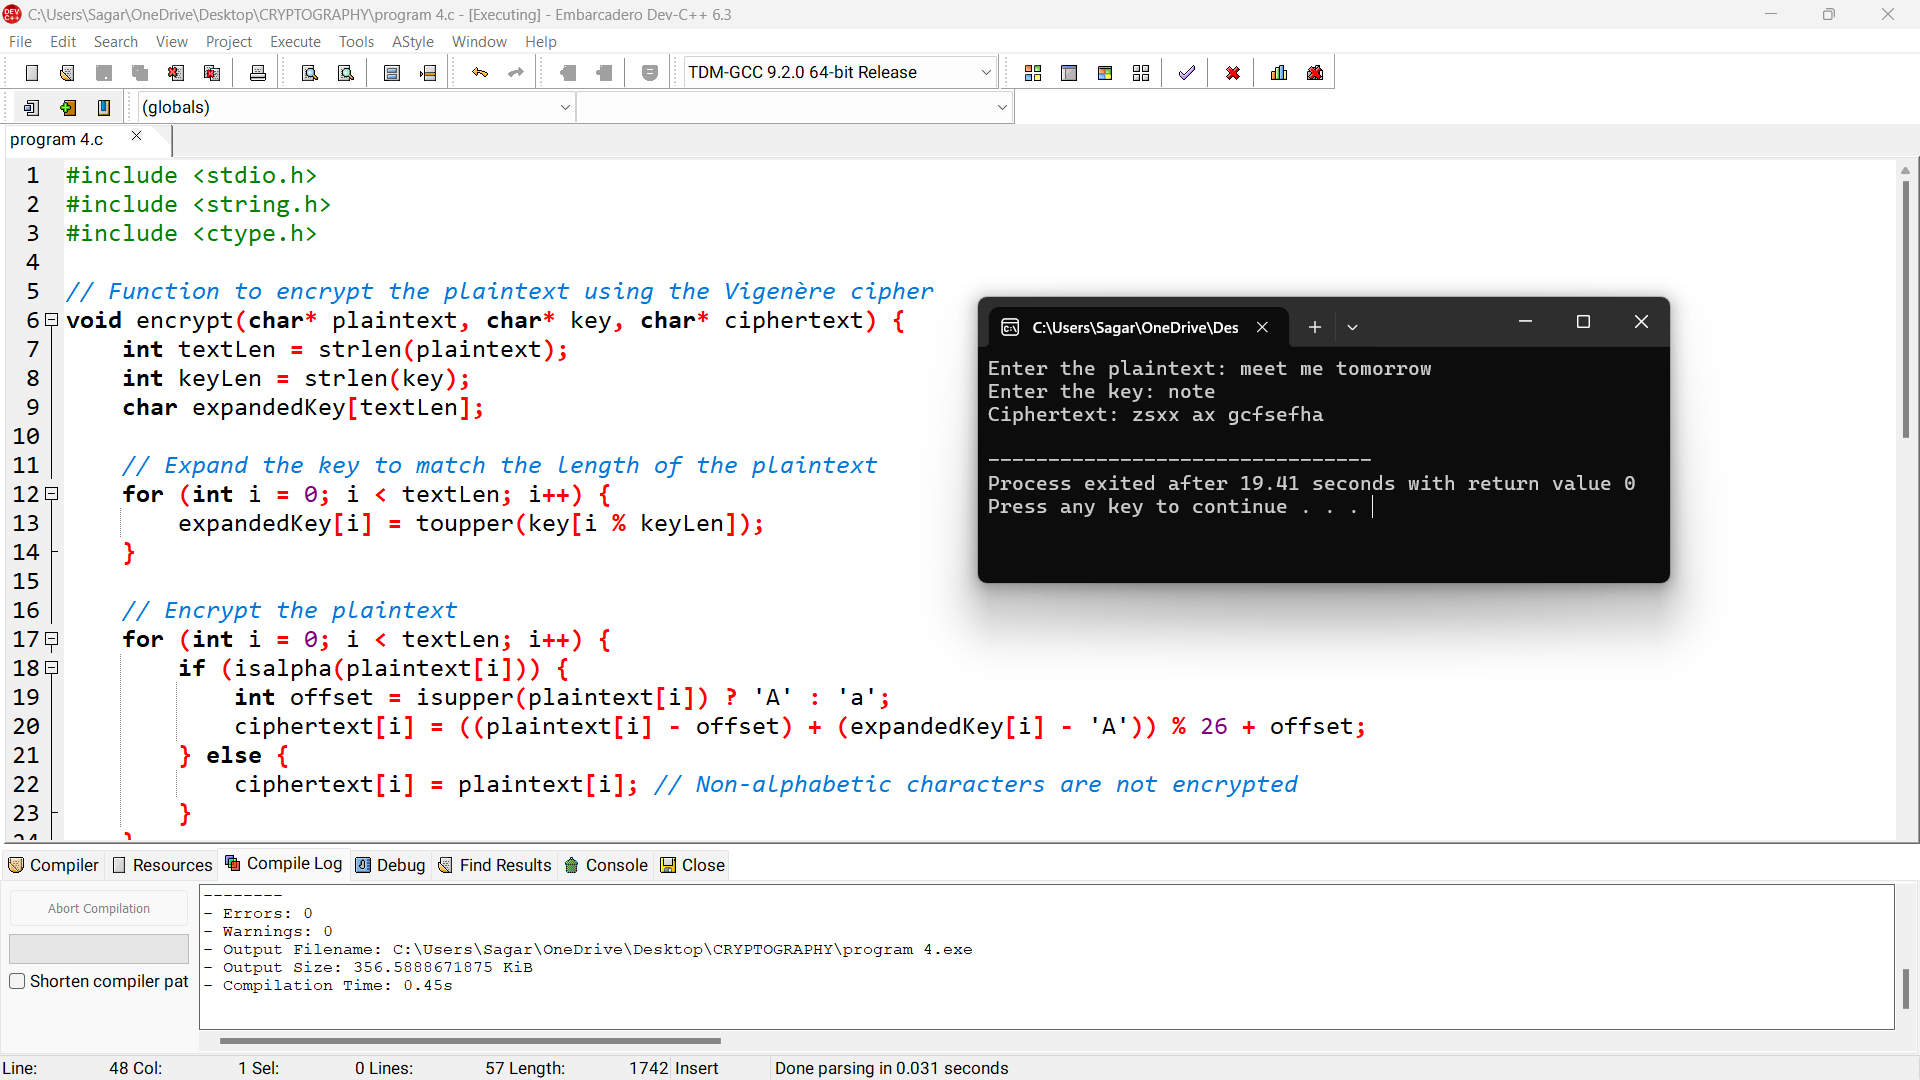 C:\Users\Sagar\OneDrive\Desktop\CRYPTOGRAPHY\program 4.c - [Executing] - Embarcadero Dev-C++ 6.3
File Edit Search View Project Execute Tools AStyle Window Help
TDM-GCC 9.2.0 64-bit Release
(globals)
program 4.c
1 #include <stdio.h>
2 #include <string.h>
3 #include <ctype.h>
4
5 // Function to encrypt the plaintext using the Vigenère cipher
6 void encrypt(char* plaintext, char* key, char* ciphertext) {
7 int textLen = strlen(plaintext);
8 int keyLen = strlen(key);
9 char expandedKey[textLen];
10
11 // Expand the key to match the length of the plaintext
12 for (int i = 0; i < textLen; i++) {
13 expandedKey[i] = toupper(key[i % keyLen]);
14 }
15
16 // Encrypt the plaintext
17 for (int i = 0; i < textLen; i++) {
18 if (isalpha(plaintext[i])) {
19 int offset = isupper(plaintext[i]) ? 'A' : 'a';
20 ciphertext[i] = ((plaintext[i] - offset) + (expandedKey[i] - 'A')) % 26 + offset;
21 } else {
22 ciphertext[i] = plaintext[i]; // Non-alphabetic characters are not encrypted
23 }
24 }
C:\Users\Sagar\OneDrive\Des
Enter the plaintext: meet me tomorrow
Enter the key: note
Ciphertext: zsxx ax gcfsefha
--------------------------------
Process exited after 19.41 seconds with return value 0
Press any key to continue . . .
Compiler Resources Compile Log Debug Find Results Console Close
Abort Compilation
Shorten compiler pat
--------
- Errors: 0
- Warnings: 0
- Output Filename: C:\Users\Sagar\OneDrive\Desktop\CRYPTOGRAPHY\program 4.exe
- Output Size: 356.5888671875 KiB
- Compilation Time: 0.45s
Line: 48 Col: 1 Sel: 0 Lines: 57 Length: 1742 Insert Done parsing in 0.031 seconds